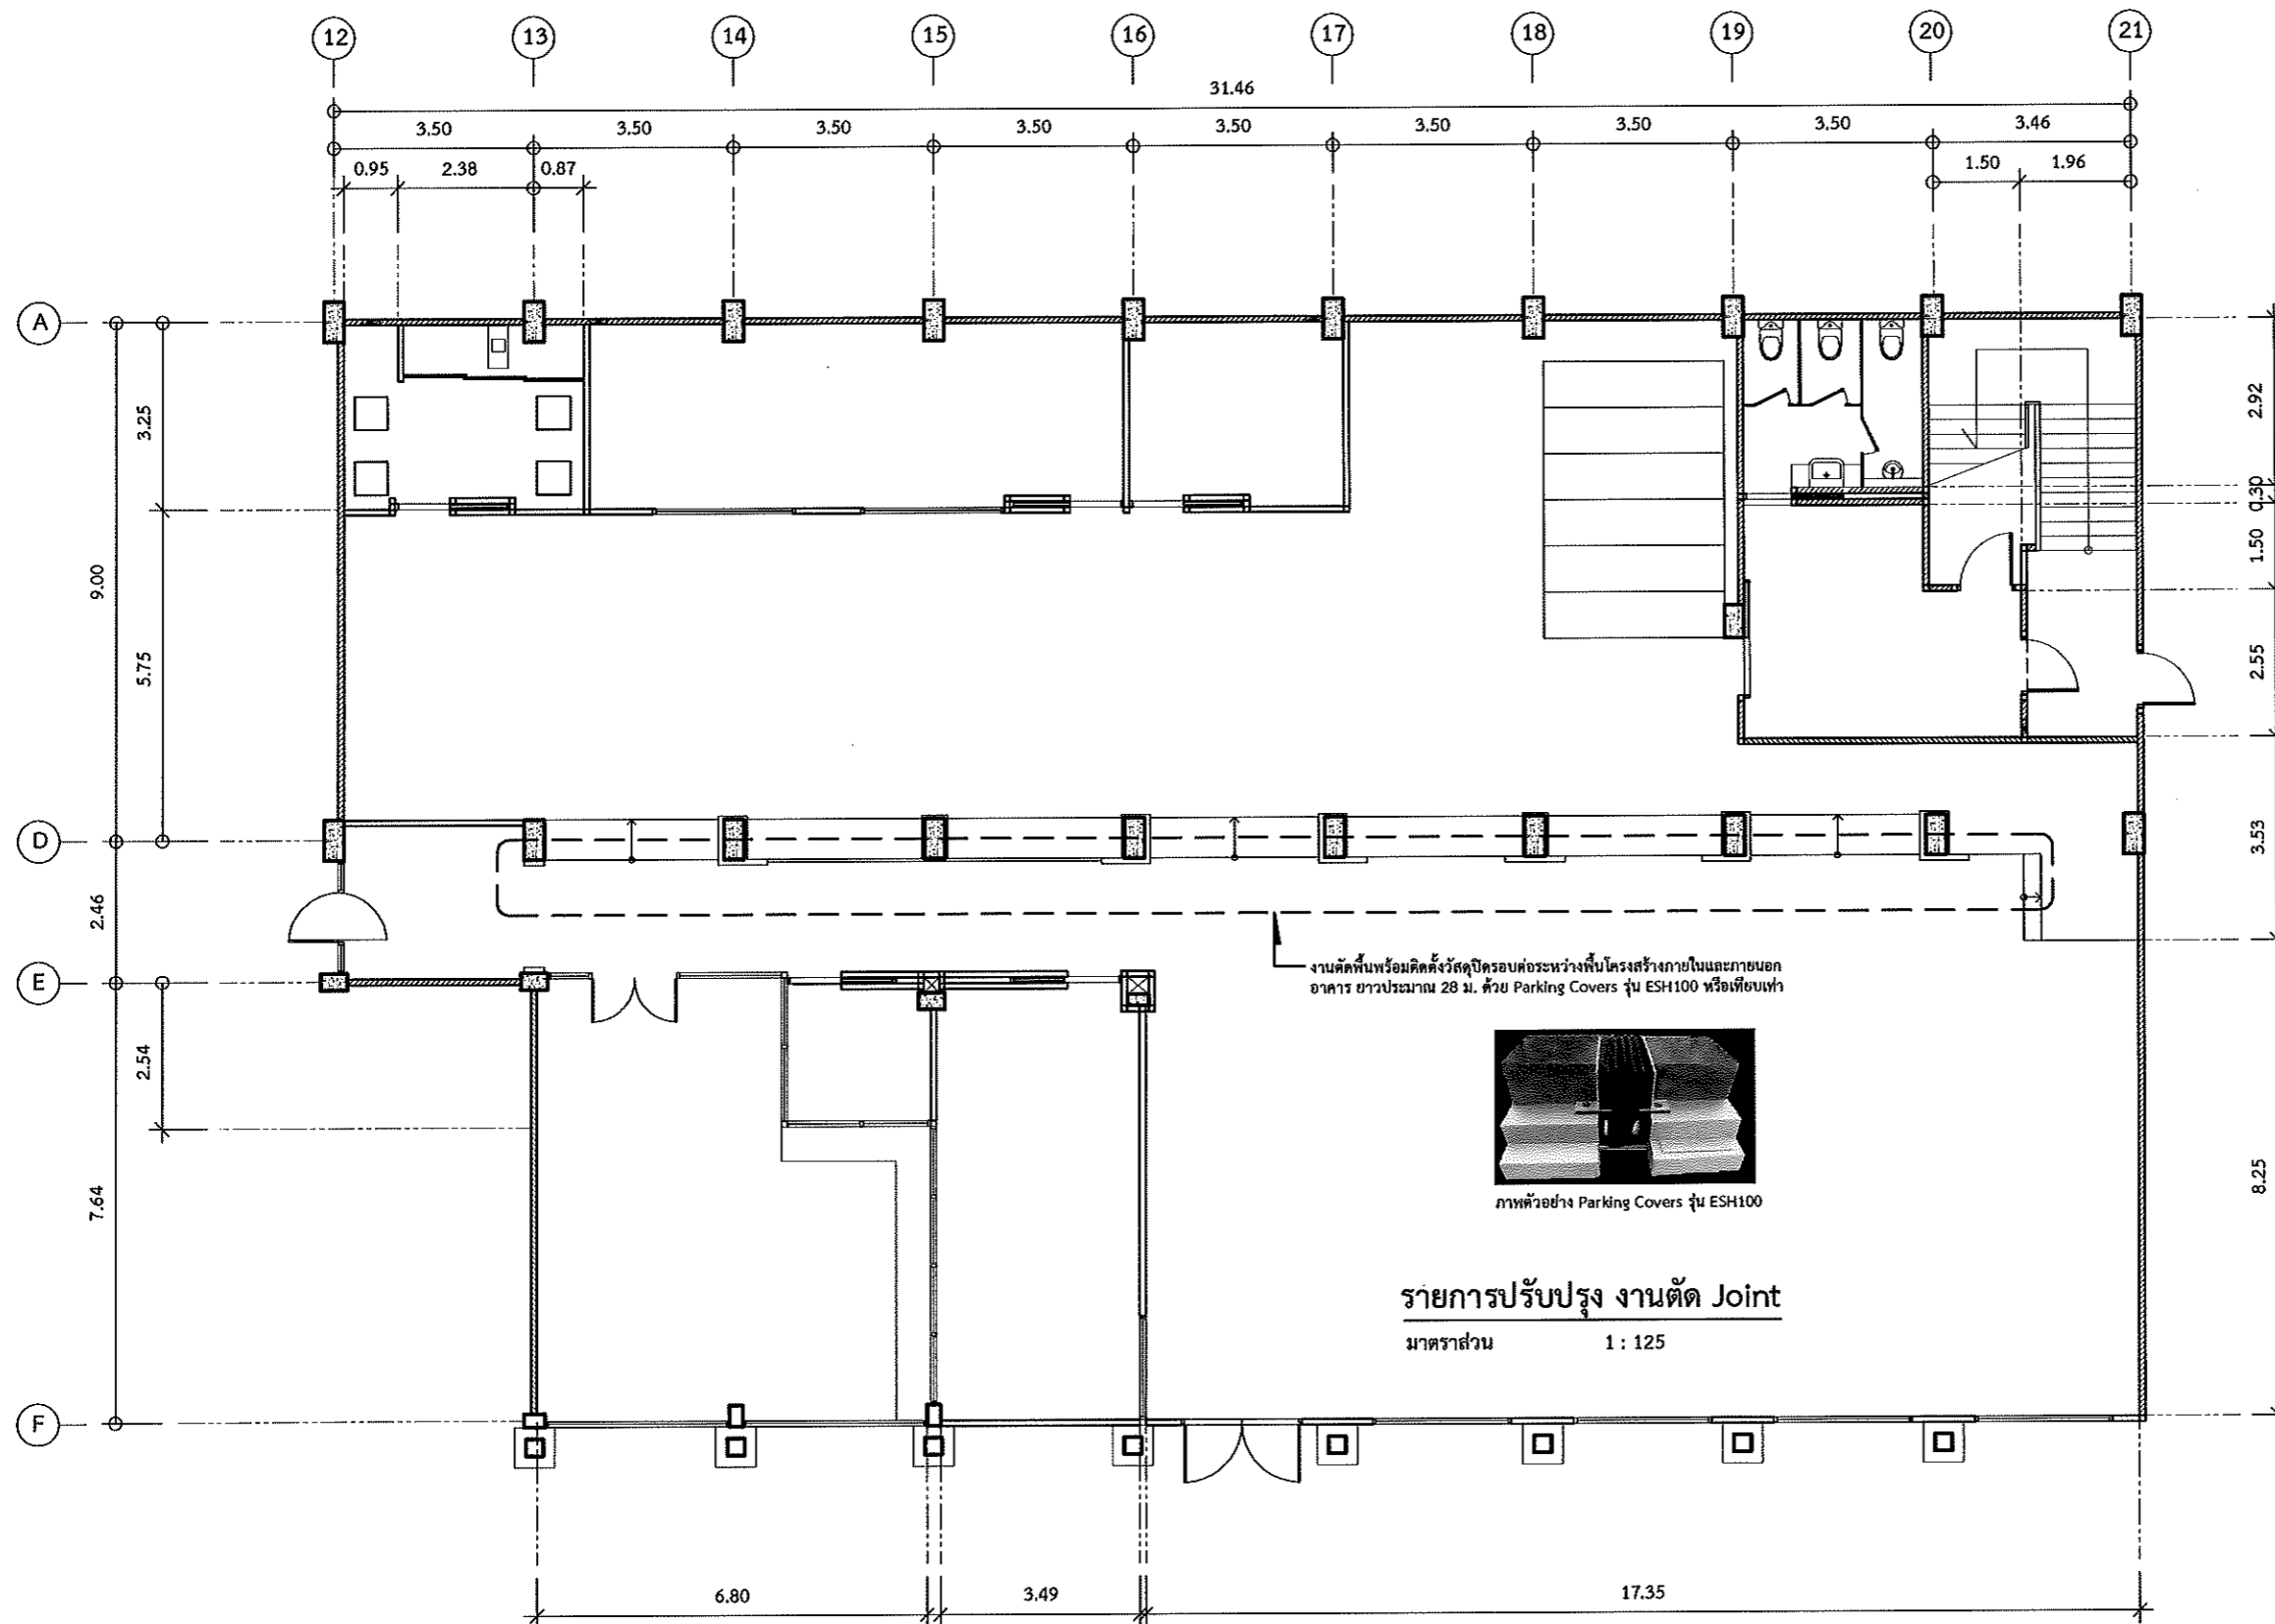 12 13 14 15 16 17 18 19 20 21
31.46
3.50 3.50 3.50 3.50 3.50 3.50 3.50 3.50 3.46
0.95 2.38 0.87 1.50 1.96
A
3.25
2.92
0.30
9.00
1.50
5.75
2.55
D
3.53
2.46
E
งานตัดพื้นพร้อมติดตั้งวัสดุปิดรอบต่อระหว่างพื้นโครงสร้างภายในและภายนอก
อาคาร ยาวประมาณ 28 ม. ด้วย Parking Covers รุ่น ESH100 หรือเทียบเท่า
2.54
7.64
8.25
ภาพตัวอย่าง Parking Covers รุ่น ESH100
รายการปรับปรุง งานตัด Joint
มาตราส่วน 1 : 125
F
6.80 3.49 17.35